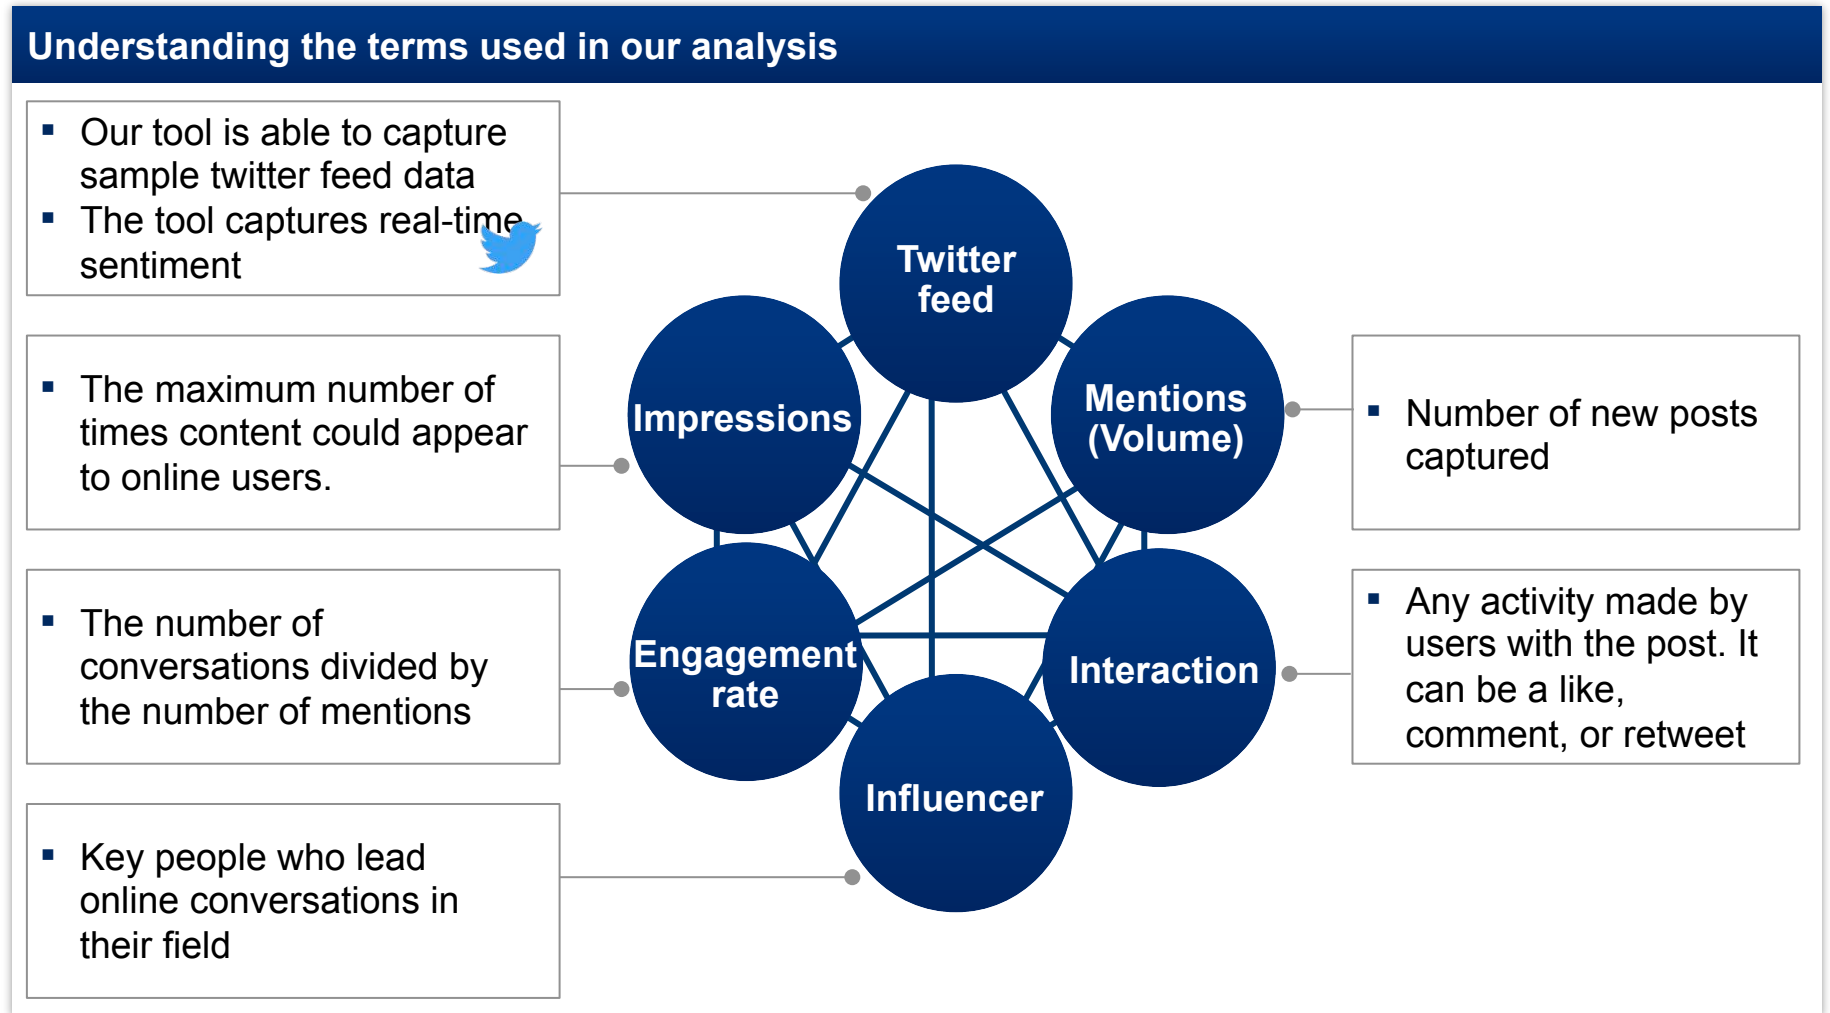 Understanding the terms used in our analysis
▪ Our tool is able to capture
sample twitter feed data
▪ The tool captures real-time
sentiment
▪ The maximum number of
times content could appear
to online users.
▪ The number of
conversations divided by
the number of mentions
▪ Key people who lead
online conversations in
their field
Twitter
feed
Impressions
Mentions
(Volume)
Engagement
rate
Interaction
Influencer
▪ Number of new posts
captured
▪ Any activity made by
users with the post. It
can be a like,
comment, or retweet